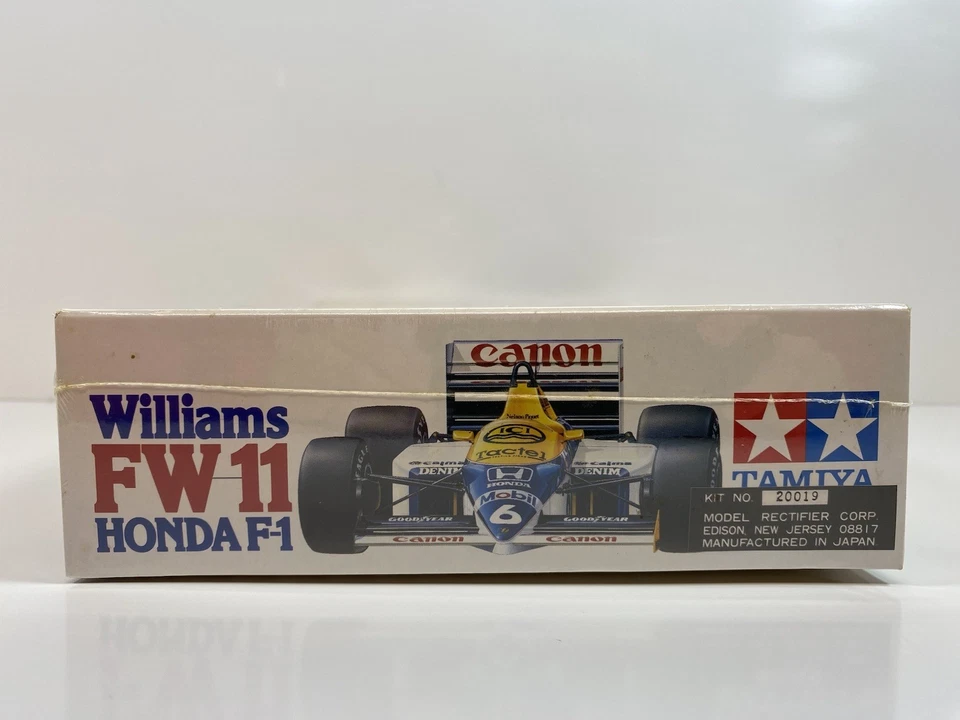 Williams
FW-11
HONDA F-1
Canon
Nelson Piquet
ICI
Tactel
HONDA
Mobil
6
DENIM
DENIM
GOODYEAR
GOODYEAR
Canon
Canon
TAMIYA
KIT NO. 20019
MODEL RECTIFIER CORP.
EDISON, NEW JERSEY 08817
MANUFACTURED IN JAPAN.